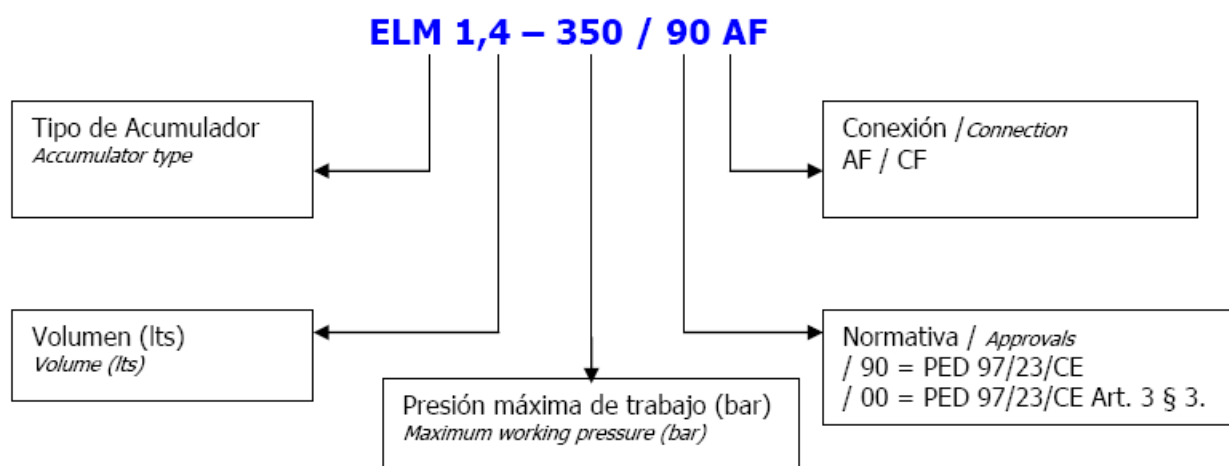 ELM 1,4 – 350 / 90 AF
Tipo de Acumulador
Accumulator type
Conexión / Connection
AF / CF
Volumen (lts)
Volume (lts)
Normativa / Approvals
/ 90 = PED 97/23/CE
/ 00 = PED 97/23/CE Art. 3 § 3.
Presión máxima de trabajo (bar)
Maximum working pressure (bar)